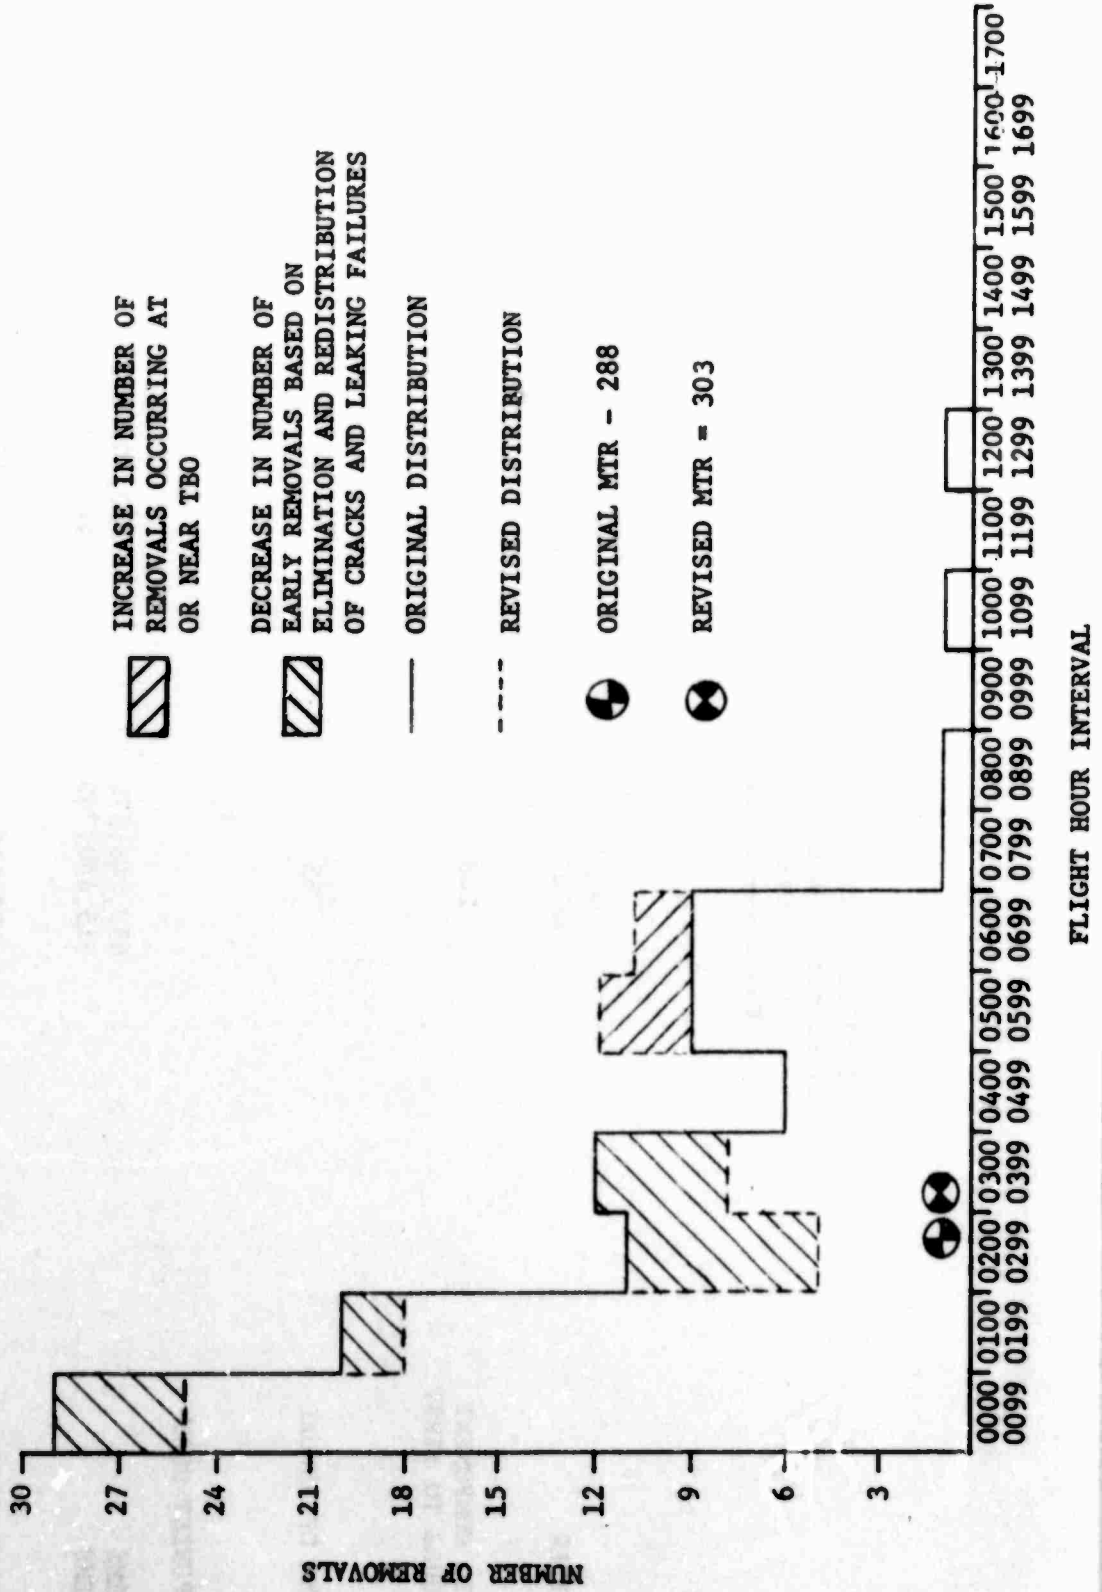 INCREASE IN NUMBER OF
REMOVALS OCCURRING AT
OR NEAR TBO
DECREASE IN NUMBER OF
EARLY REMOVALS BASED ON
ELIMINATION AND REDISTRIBUTION
OF CRACKS AND LEAKING FAILURES
ORIGINAL DISTRIBUTION
REVISED DISTRIBUTION
ORIGINAL MTR - 288
REVISED MTR = 303
NUMBER OF REMOVALS
30
27
24
21
18
12
9
6
3
0000 0100 0200 0300 0400 0500 0600 0700 0800 0900 1000 1100 1200 1300 1400 1500 1600 1700
0099 0199 0299 0399 0499 0599 0699 0799 0899 0999 1099 1199 1299 1399 1499 1599 1699
FLIGHT HOUR INTERVAL